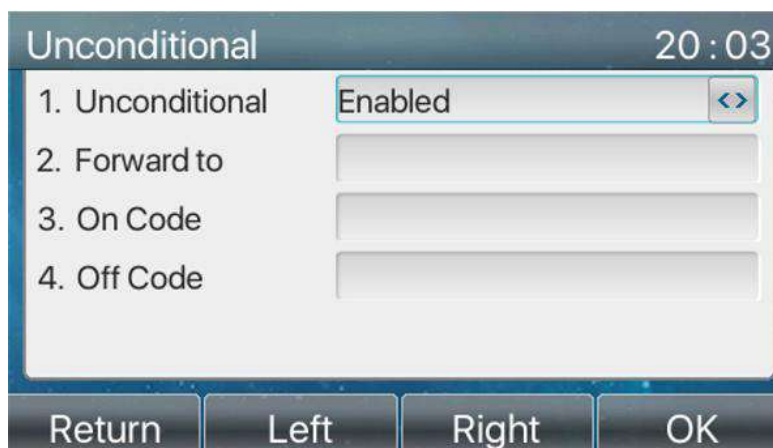 Unconditional 20:03
1. Unconditional Enabled <>
2. Forward to
3. On Code
4. Off Code
Return Left Right OK